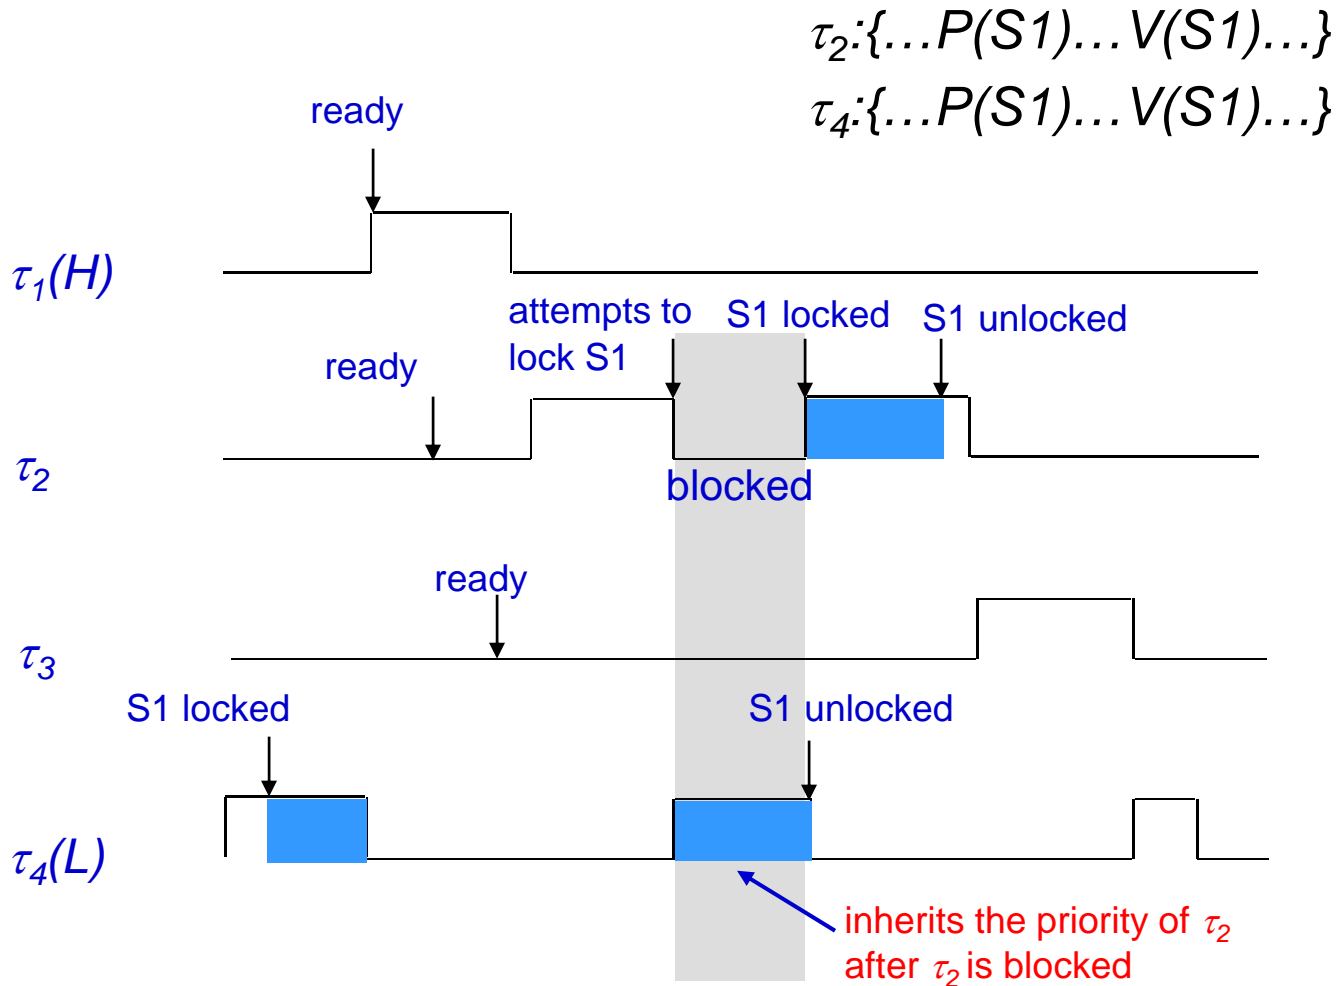 τ2:{…P(S1)…V(S1)…}
τ4:{…P(S1)…V(S1)…}
ready
τ1(H)
attempts to
lock S1
S1 locked
S1 unlocked
ready
τ2
blocked
ready
τ3
S1 locked
S1 unlocked
τ4(L)
inherits the priority of τ2
after τ2 is blocked